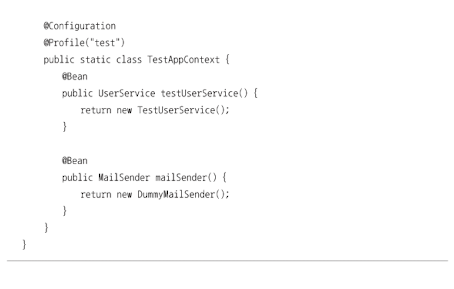 @Configuration
@Profile("test")
public static class TestAppContext {
@Bean
public UserService testUserService() {
return new TestUserService();
}
@Bean
public MailSender mailSender() {
return new DummyMailSender();
}
}
}